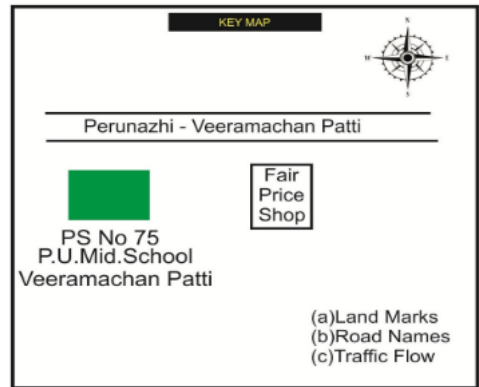 KEY MAP
N
W E
S
Perunazhi - Veeramachan Patti
Fair
Price
Shop
PS No 75
P.U.Mid.School
Veeramachan Patti
(a)Land Marks
(b)Road Names
(c)Traffic Flow